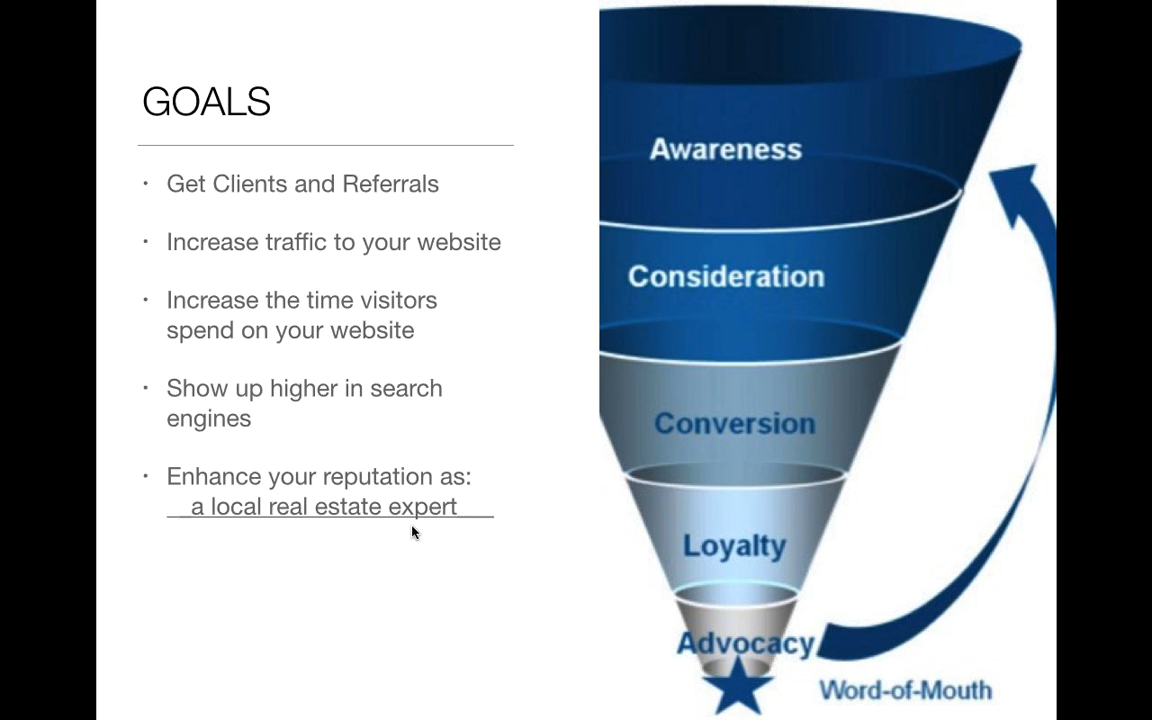 GOALS
· Get Clients and Referrals
· Increase traffic to your website
· Increase the time visitors
spend on your website
· Show up higher in search
engines
· Enhance your reputation as:
__a local real estate expert___
Awareness
Consideration
Conversion
Loyalty
Advocacy
Word-of-Mouth